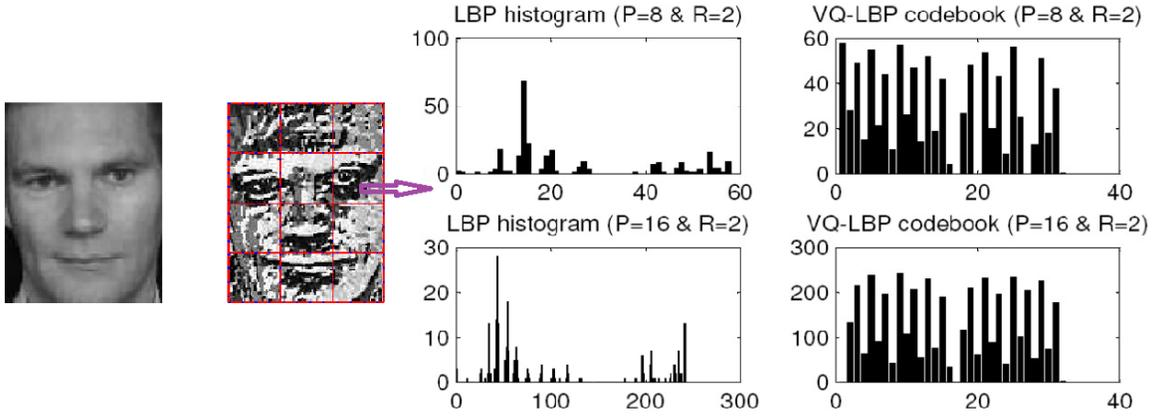 LBP histogram (P=8 & R=2)
VQ-LBP codebook (P=8 & R=2)
100
50
0
0 20 40 60
60
40
20
0
0 20 40
LBP histogram (P=16 & R=2)
VQ-LBP codebook (P=16 & R=2)
30
20
10
0
0 100 200 300
300
200
100
0
0 20 40